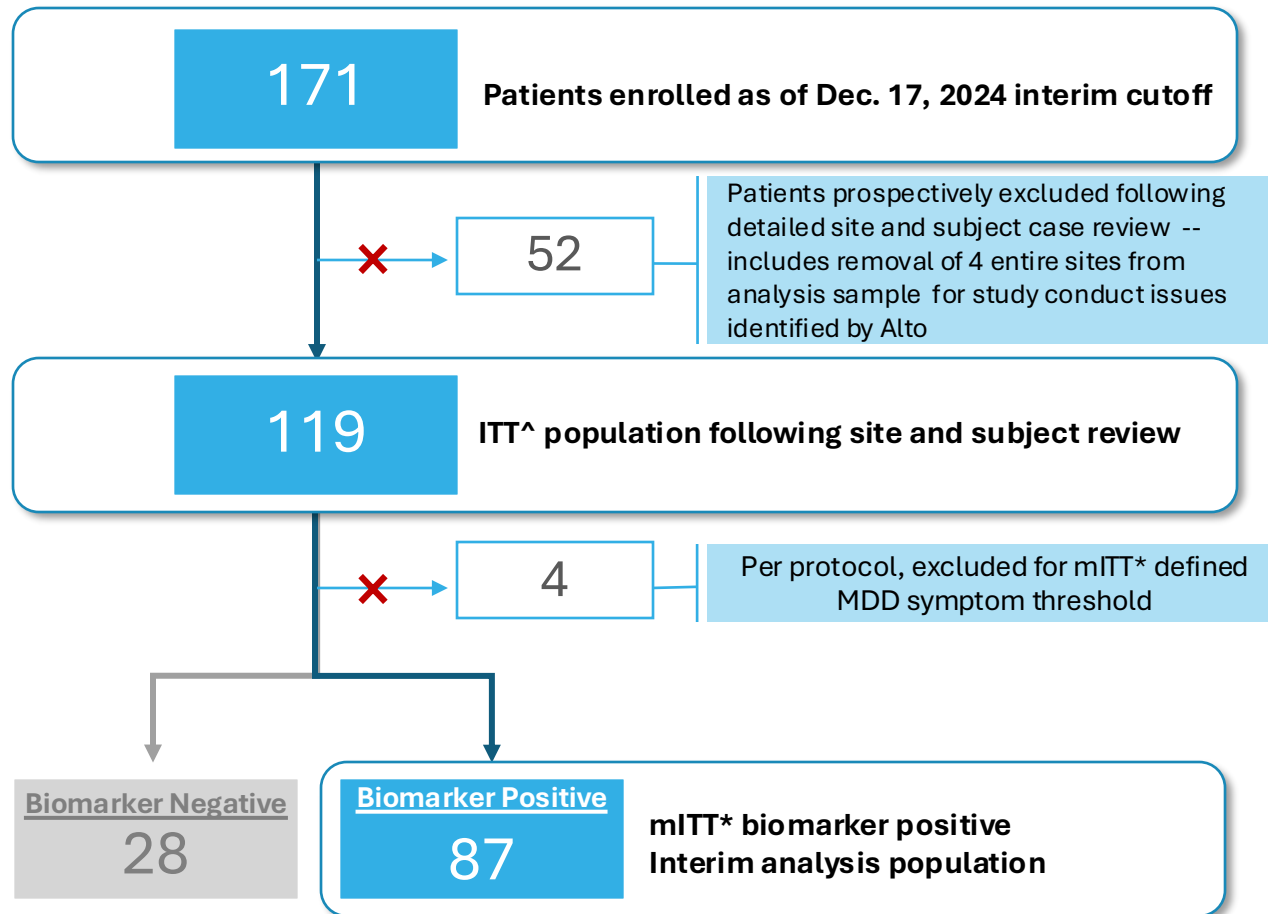 171
Patients enrolled as of Dec. 17, 2024 interim cutoff
52
Patients prospectively excluded following
detailed site and subject case review --
includes removal of 4 entire sites from
analysis sample for study conduct issues
identified by Alto
119
ITT^ population following site and subject review
4
Per protocol, excluded for mITT* defined
MDD symptom threshold
Biomarker Negative
28
Biomarker Positive
87
mITT* biomarker positive
Interim analysis population